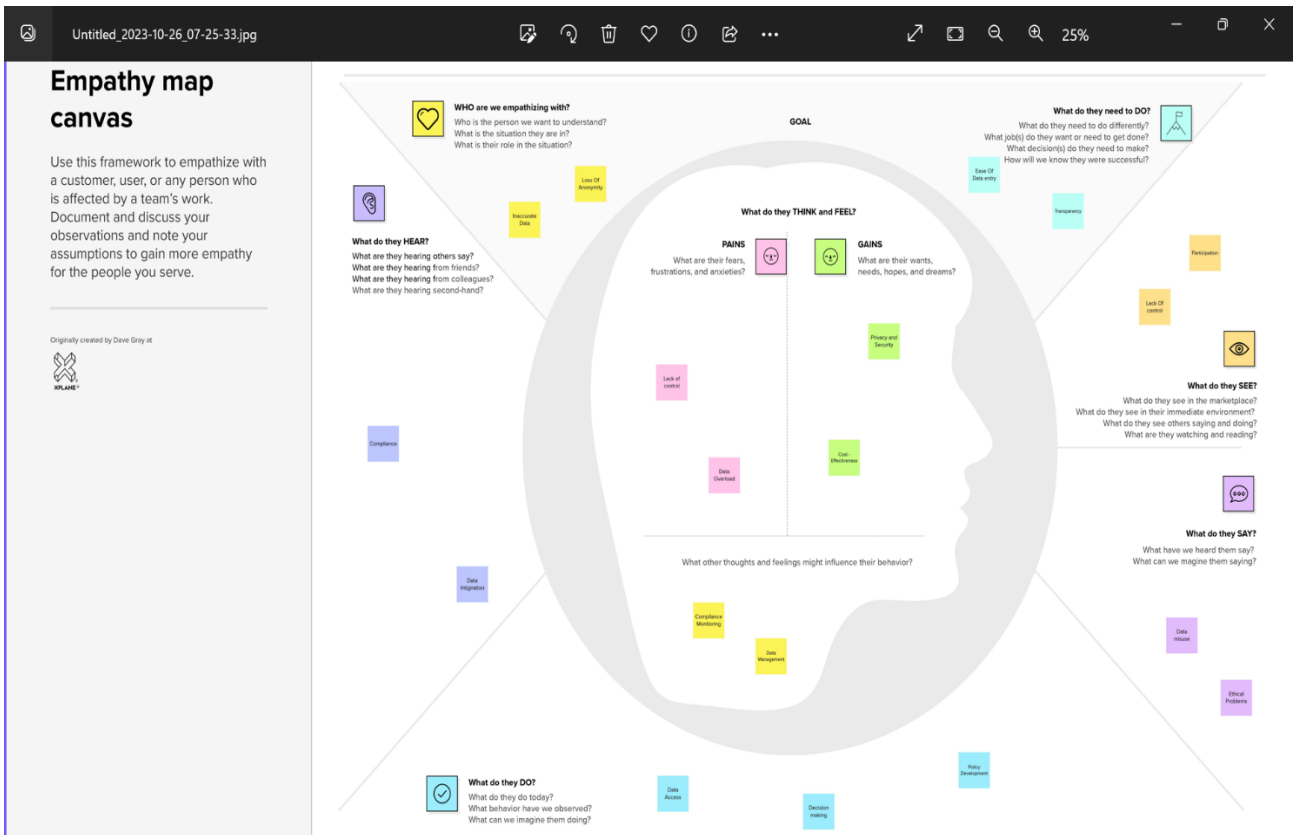 Untitled_2023-10-26_07-25-33.jpg
25%
Empathy map
canvas
Use this framework to empathize with
a customer, user, or any person who
is affected by a team's work.
Document and discuss your
observations and note your
assumptions to gain more empathy
for the people you serve.
Originally created by Dave Gray at
XPLANE
WHO are we empathizing with?
Who is the person we want to understand?
What is the situation they are in?
What is their role in the situation?
Loss Of
Anonymity
Inaccurate
Data
GOAL
What do they need to DO?
What do they need to do differently?
What job(s) do they want or need to get done?
What decision(s) do they need to make?
How will we know they were successful?
Ease Of
Data entry
Transparency
What do they HEAR?
What are they hearing others say?
What are they hearing from friends?
What are they hearing from colleagues?
What are they hearing second-hand?
Compliance
Data
Intigration
What do they THINK and FEEL?
PAINS
What are their fears,
frustrations, and anxieties?
Lack of
control
Data
Overload
GAINS
What are their wants,
needs, hopes, and dreams?
Privacy and
Security
Cost -
Effectiveness
What other thoughts and feelings might influence their behavior?
Compliance
Monitoring
Data
Management
Participation
Lack Of
control
What do they SEE?
What do they see in the marketplace?
What do they see in their immediate environment?
What do they see others saying and doing?
What are they watching and reading?
What do they SAY?
What have we heard them say?
What can we magine them saying?
Data
misuse
Ethical
Problems
What do they DO?
What do they do today?
What behavior have we observed?
What can we imagine them doing?
Data
Access
Decision
making
Policy
Development